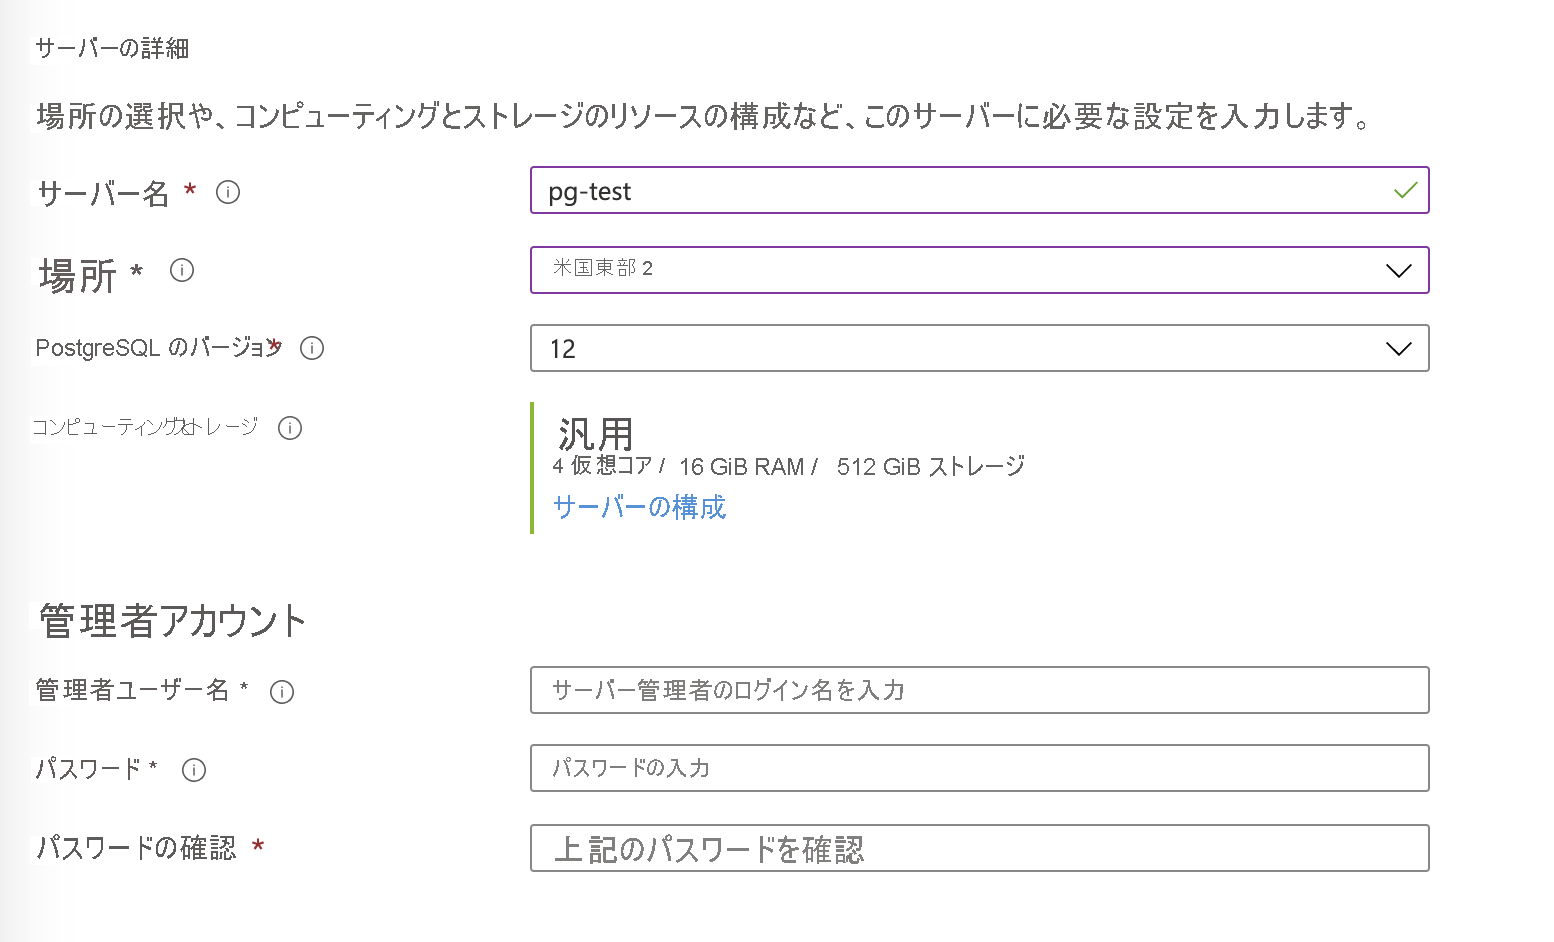 サーバーの詳細
場所の選択や、コンピューティングとストレージのリソースの構成など、このサーバーに必要な設定を入力します。
サーバー名 * pg-test
場所 * 米国東部 2
PostgreSQL のバージョン* 12
コンピューティングとストレージ 汎用
4 仮想コア / 16 GiB RAM / 512 GiB ストレージ
サーバーの構成
管理者アカウント
管理者ユーザー名 * サーバー管理者のログイン名を入力
パスワード * パスワードの入力
パスワードの確認 * 上記のパスワードを確認